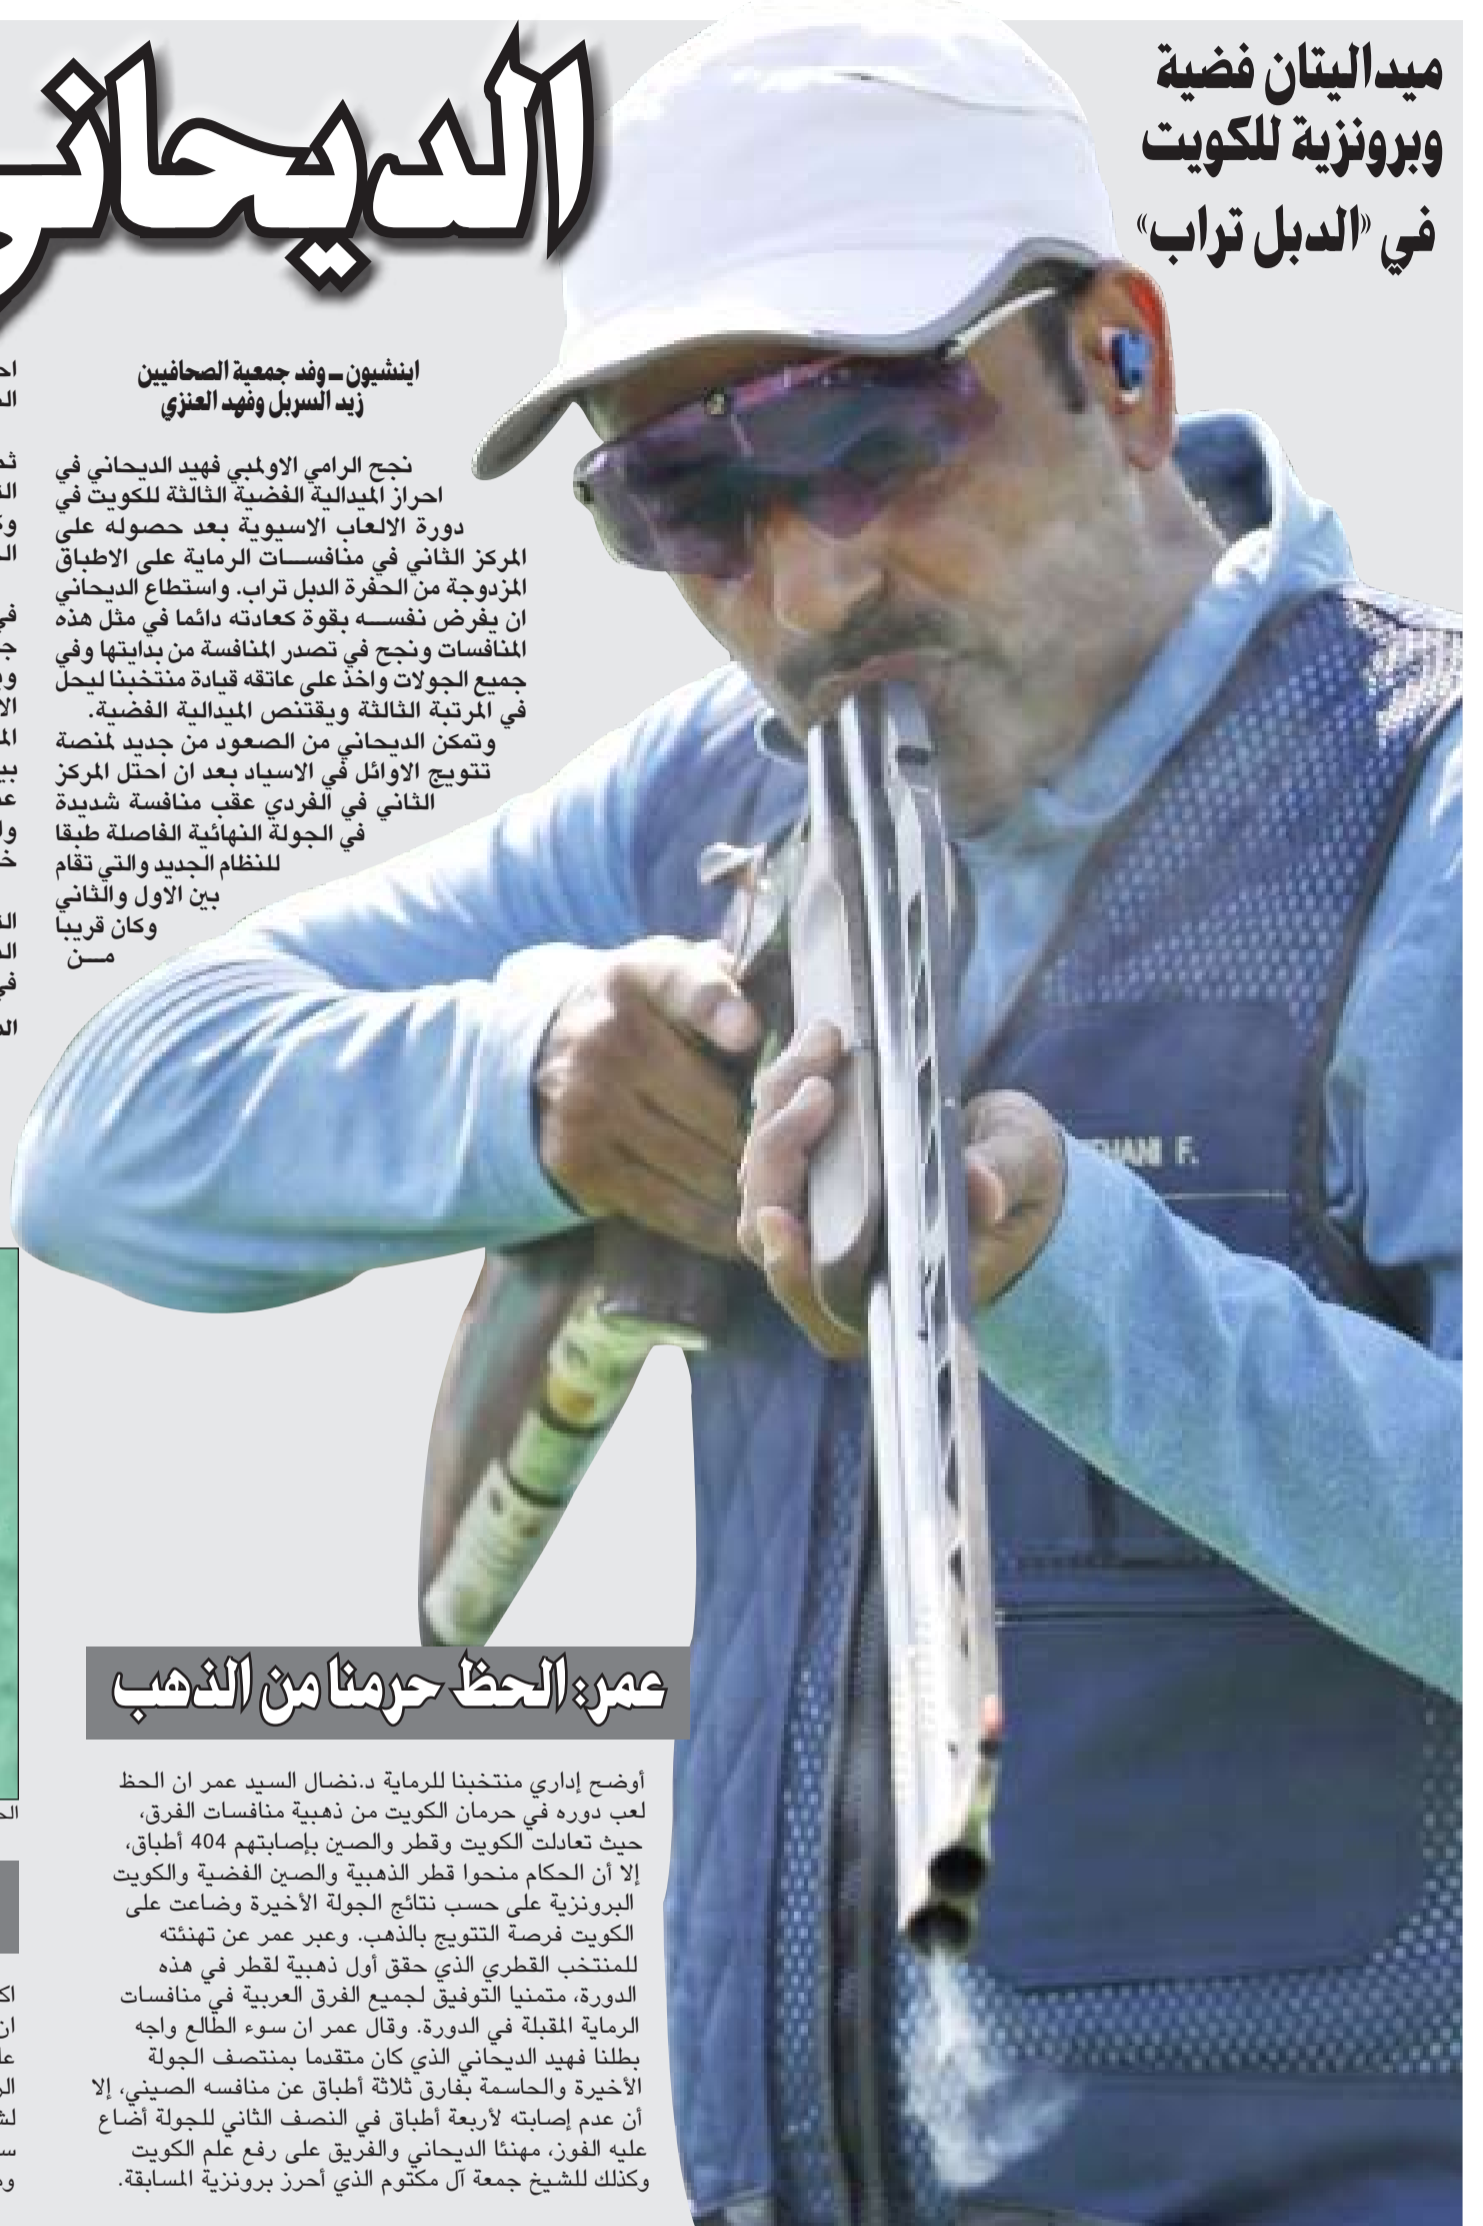 ميداليتان فضية
وبرونزية للكويت
في «الدبل تراب»
الديحاني
اينشيون ــ وفد جمعية الصحافيين
زيد السربل وفهد العنزي
نجح الرامي الاولمبي فهيد الديحاني في
احراز الميدالية الفضية الثالثة للكويت في
دورة الالعاب الاسيوية بعد حصوله على
المركز الثاني في منافســات الرماية على الاطباق
المزدوجة من الحفرة الدبل تراب. واستطاع الديحاني
ان يفرض نفســه بقوة كعادته دائما في مثل هذه
المنافسات ونجح في تصدر المنافسة من بدايتها وفي
جميع الجولات واخذ على عاتقه قيادة منتخبنا ليحل
في المرتبة الثالثة ويقتنص الميدالية الفضية.
وتمكن الديحاني من الصعود من جديد لمنصة
تتويج الاوائل في الاسياد بعد ان احتل المركز
الثاني في الفردي عقب منافسة شديدة
في الجولة النهائية الفاصلة طبقا
للنظام الجديد والتي تقام
بين الاول والثاني
وكان قريبا
مــن
HANI F.
عمر: الحظ حرمنا من الذهب
أوضح إداري منتخبنا للرماية د.نضال السيد عمر ان الحظ
لعب دوره في حرمان الكويت من ذهبية منافسات الفرق،
حيث تعادلت الكويت وقطر والصين بإصابتهم 404 أطباق،
إلا أن الحكام منحوا قطر الذهبية والصين الفضية والكويت
البرونزية على حسب نتائج الجولة الأخيرة وضاعت على
الكويت فرصة التتويج بالذهب. وعبر عمر عن تهنئته
للمنتخب القطري الذي حقق أول ذهبية لقطر في هذه
الدورة، متمنيا التوفيق لجميع الفرق العربية في منافسات
الرماية المقبلة في الدورة. وقال عمر ان سوء الطالع واجه
بطلنا فهيد الديحاني الذي كان متقدما بمنتصف الجولة
الأخيرة والحاسمة بفارق ثلاثة أطباق عن منافسه الصيني، إلا
أن عدم إصابته لأربعة أطباق في النصف الثاني للجولة أضاع
عليه الفوز، مهنئا الديحاني والفريق على رفع علم الكويت
وكذلك للشيخ جمعة آل مكتوم الذي أحرز برونزية المسابقة.